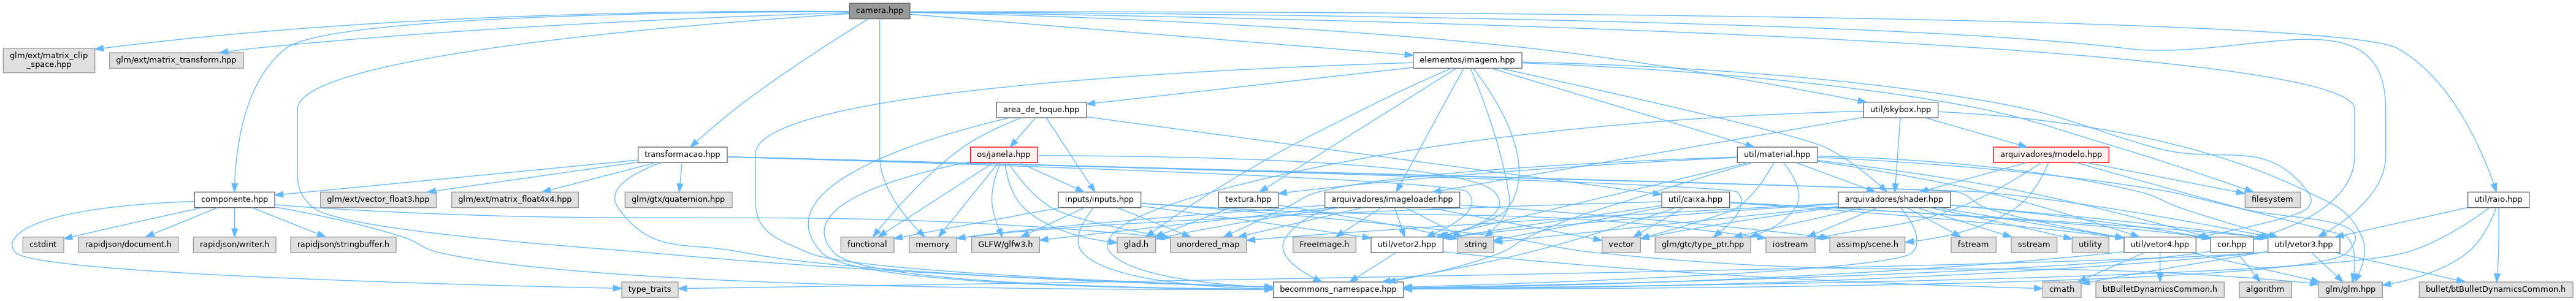 camera.hpp
glm/ext/matrix_clip
_space.hpp
glm/ext/matrix_transform.hpp
elementos/imagem.hpp
area_de_toque.hpp
util/skybox.hpp
transformacao.hpp
os/janela.hpp
util/material.hpp
arquivadores/modelo.hpp
componente.hpp
glm/ext/vector_float3.hpp
glm/ext/matrix_float4x4.hpp
glm/gtx/quaternion.hpp
inputs/inputs.hpp
textura.hpp
arquivadores/imageloader.hpp
util/caixa.hpp
arquivadores/shader.hpp
filesystem
util/raio.hpp
cstdint
rapidjson/document.h
rapidjson/writer.h
rapidjson/stringbuffer.h
functional
memory
GLFW/glfw3.h
glad.h
unordered_map
FreeImage.h
util/vetor2.hpp
string
vector
glm/gtc/type_ptr.hpp
iostream
assimp/scene.h
fstream
sstream
utility
util/vetor4.hpp
cor.hpp
util/vetor3.hpp
type_traits
becommons_namespace.hpp
cmath
btBulletDynamicsCommon.h
algorithm
glm/glm.hpp
bullet/btBulletDynamicsCommon.h